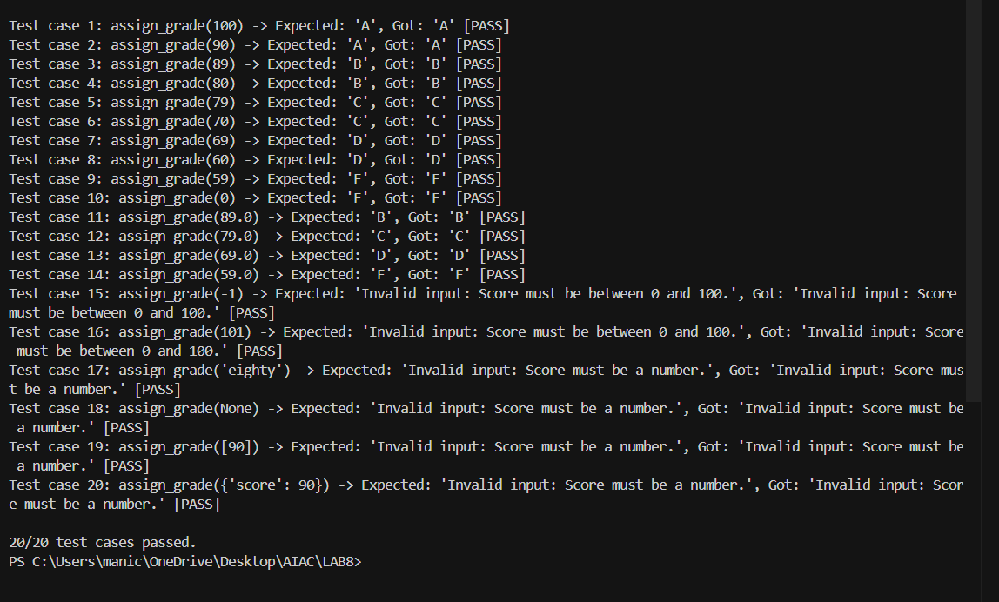 Test case 1: assign_grade(100) -> Expected: 'A', Got: 'A' [PASS]
Test case 2: assign_grade(90) -> Expected: 'A', Got: 'A' [PASS]
Test case 3: assign_grade(89) -> Expected: 'B', Got: 'B' [PASS]
Test case 4: assign_grade(80) -> Expected: 'B', Got: 'B' [PASS]
Test case 5: assign_grade(79) -> Expected: 'C', Got: 'C' [PASS]
Test case 6: assign_grade(70) -> Expected: 'C', Got: 'C' [PASS]
Test case 7: assign_grade(69) -> Expected: 'D', Got: 'D' [PASS]
Test case 8: assign_grade(60) -> Expected: 'D', Got: 'D' [PASS]
Test case 9: assign_grade(59) -> Expected: 'F', Got: 'F' [PASS]
Test case 10: assign_grade(0) -> Expected: 'F', Got: 'F' [PASS]
Test case 11: assign_grade(89.0) -> Expected: 'B', Got: 'B' [PASS]
Test case 12: assign_grade(79.0) -> Expected: 'C', Got: 'C' [PASS]
Test case 13: assign_grade(69.0) -> Expected: 'D', Got: 'D' [PASS]
Test case 14: assign_grade(59.0) -> Expected: 'F', Got: 'F' [PASS]
Test case 15: assign_grade(-1) -> Expected: 'Invalid input: Score must be between 0 and 100.', Got: 'Invalid input: Score
must be between 0 and 100.' [PASS]
Test case 16: assign_grade(101) -> Expected: 'Invalid input: Score must be between 0 and 100.', Got: 'Invalid input: Score
 must be between 0 and 100.' [PASS]
Test case 17: assign_grade('eighty') -> Expected: 'Invalid input: Score must be a number.', Got: 'Invalid input: Score mus
t be a number.' [PASS]
Test case 18: assign_grade(None) -> Expected: 'Invalid input: Score must be a number.', Got: 'Invalid input: Score must be
 a number.' [PASS]
Test case 19: assign_grade([90]) -> Expected: 'Invalid input: Score must be a number.', Got: 'Invalid input: Score must be
 a number.' [PASS]
Test case 20: assign_grade({'score': 90}) -> Expected: 'Invalid input: Score must be a number.', Got: 'Invalid input: Scor
e must be a number.' [PASS]
20/20 test cases passed.
PS C:\Users\manic\OneDrive\Desktop\AIAC\LAB8>